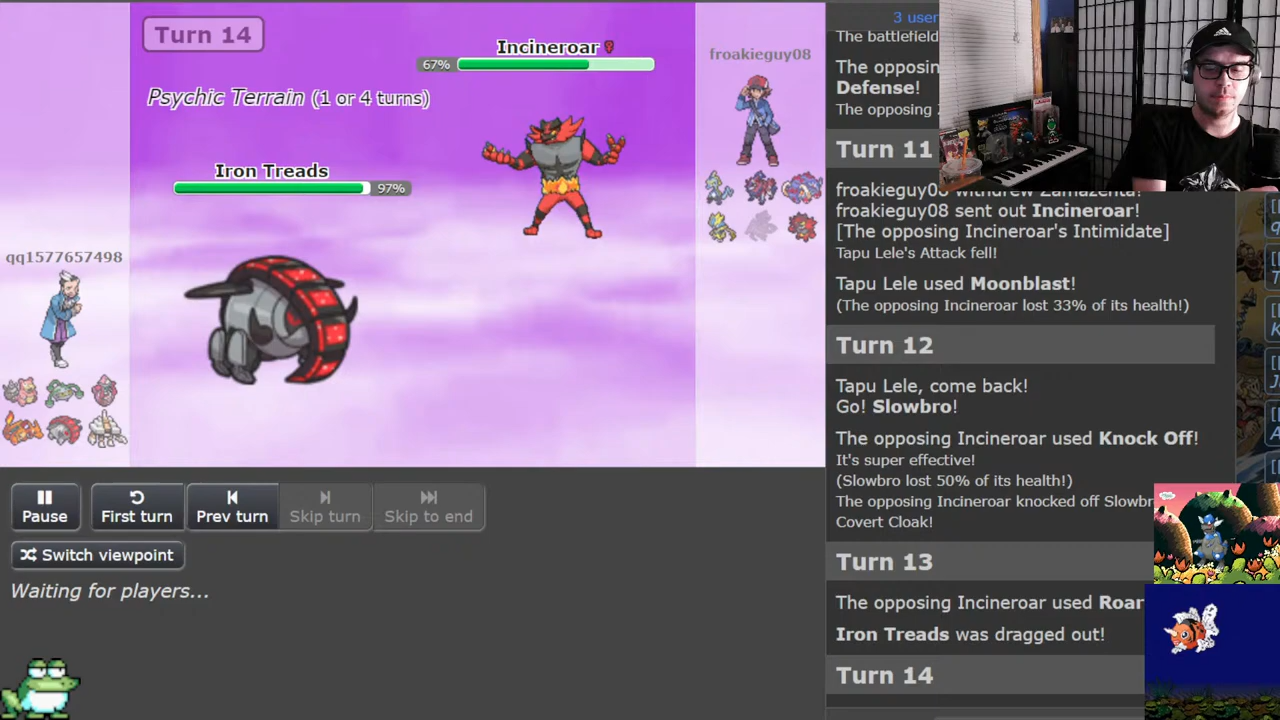 Turn 14
Incineroar
67%
froakieguy08
Psychic Terrain (1 or 4 turns)
Iron Treads
97%
qq1577657498
Pause
First turn
Prev turn
Skip turn
Skip to end
Switch viewpoint
Waiting for players...
3 user
The battlefield
The opposing
Defense!
The opposing
Turn 11
froakieguy08 withdrew Zamazenta!
froakieguy08 sent out Incineroar!
[The opposing Incineroar's Intimidate]
Tapu Lele's Attack fell!
Tapu Lele used Moonblast!
(The opposing Incineroar lost 33% of its health!)
Turn 12
Tapu Lele, come back!
Go! Slowbro!
The opposing Incineroar used Knock Off!
It's super effective!
(Slowbro lost 50% of its health!)
The opposing Incineroar knocked off Slowbr
Covert Cloak!
Turn 13
The opposing Incineroar used Roar
Iron Treads was dragged out!
Turn 14